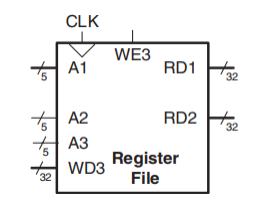 CLK
WE3
A1 RD1
5 32
A2 RD2
5 32
A3
5
WD3 Register
32 File